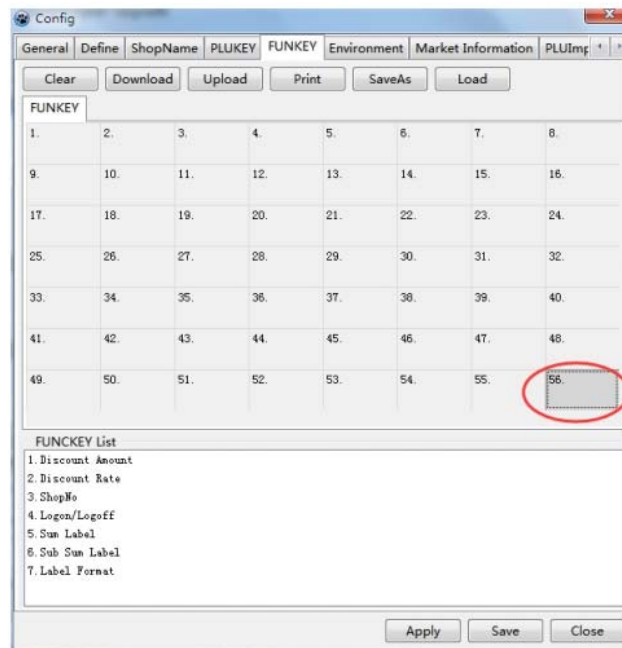 Config
General Define ShopName PLUKEY FUNKEY Environment Market Information PLUImp
Clear Download Upload Print SaveAs Load
FUNKEY
1. 2. 3. 4. 5. 6. 7. 8.
9. 10. 11. 12. 13. 14. 15. 16.
17. 18. 19. 20. 21. 22. 23. 24.
25. 26. 27. 28. 29. 30. 31. 32.
33. 34. 35. 36. 37. 38. 39. 40.
41. 42. 43. 44. 45. 46. 47. 48.
49. 50. 51. 52. 53. 54. 55. 56.
FUNCKEY List
1.Discount Amount
2.Discount Rate
3.ShopNo
4.Logon/Logoff
5.Sum Label
6.Sub Sum Label
7.Label Format
Apply Save Close